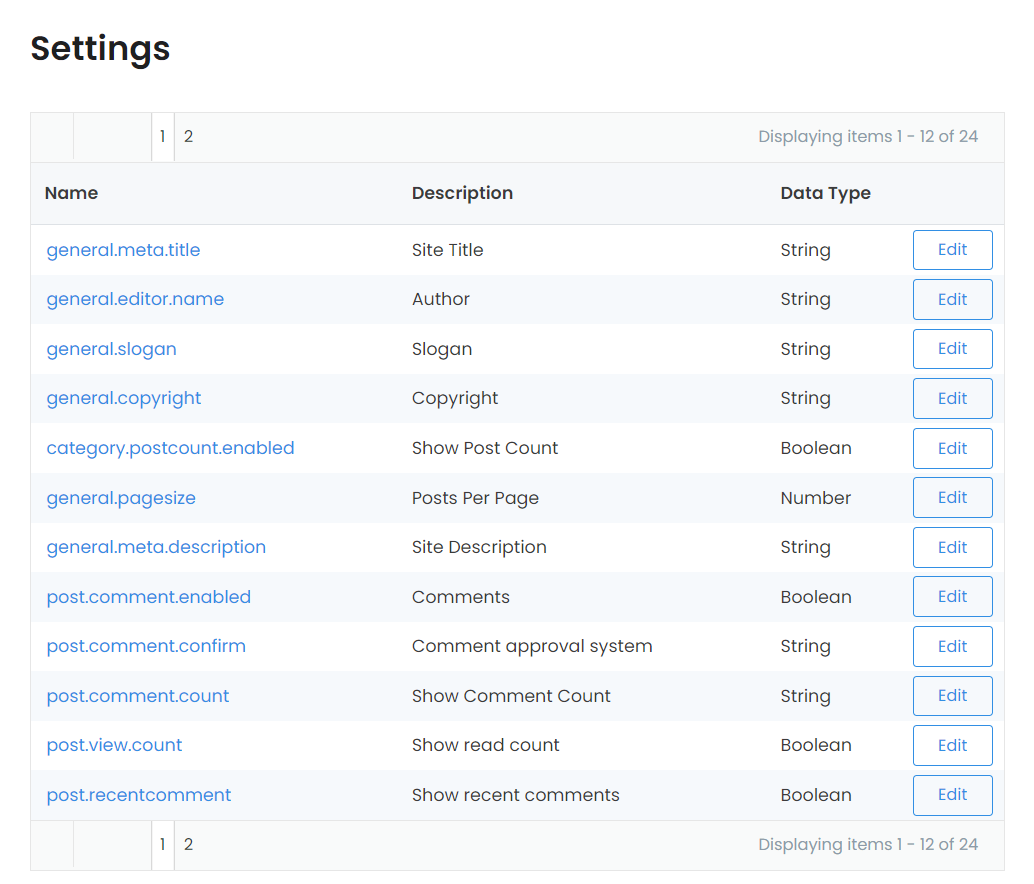 Settings
1 2 Displaying items 1 - 12 of 24
Name Description Data Type
general.meta.title Site Title String Edit
general.editor.name Author String Edit
general.slogan Slogan String Edit
general.copyright Copyright String Edit
category.postcount.enabled Show Post Count Boolean Edit
general.pagesize Posts Per Page Number Edit
general.meta.description Site Description String Edit
post.comment.enabled Comments Boolean Edit
post.comment.confirm Comment approval system String Edit
post.comment.count Show Comment Count String Edit
post.view.count Show read count Boolean Edit
post.recentcomment Show recent comments Boolean Edit
1 2 Displaying items 1 - 12 of 24